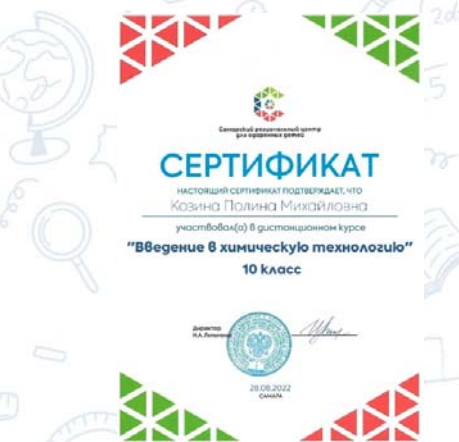 Самарский региональный центр
для одаренных детей
СЕРТИФИКАТ
НАСТОЯЩИЙ СЕРТИФИКАТ ПОДТВЕРЖДАЕТ, ЧТО
Козина Полина Михайловна
участвовал(а) в дистанционном курсе
"Введение в химическую технологию"
10 класс
Директор
Н.А.
28.08.2022
САМАРА